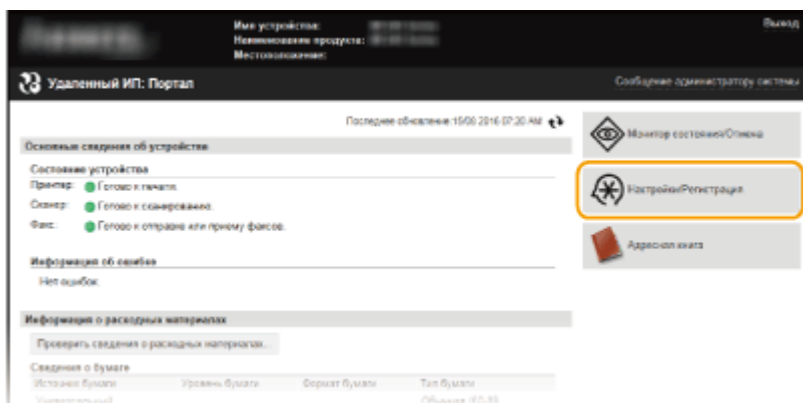 Имя устройства:
Наименование продукта:
Местоположение:
Выход
Удаленный ИП: Портал
Сообщение администратору системы
Последнее обновление: 15/08 2016 07:20 AM
Основные сведения об устройстве
Монитор состояния/Отмена
Состояние устройства
Принтер: Готово к печати.
Сканер: Готово к сканированию.
Факс: Готово к отправке или приему факсов.
Настройки/Регистрация
Адресная книга
Информация об ошибке
Нет ошибок.
Информация о расходных материалах
Проверить сведения о расходных материалах...
Сведения о бумаге
Источник бумаги Уровень бумаги Формат бумаги Тип бумаги
Универсальный